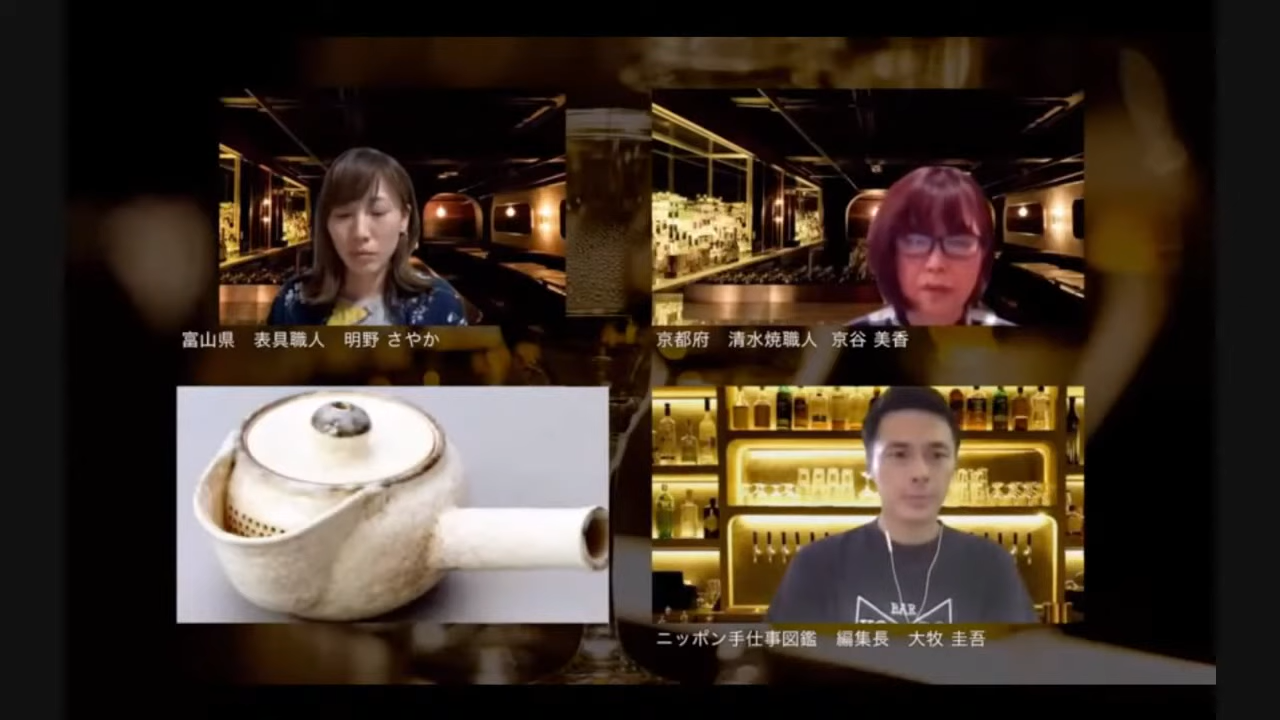 富山県　表具職人　明野 さやか
京都府　清水焼職人　京谷 美香
BAR
ニッポン手仕事図鑑　編集長　大牧 圭吾